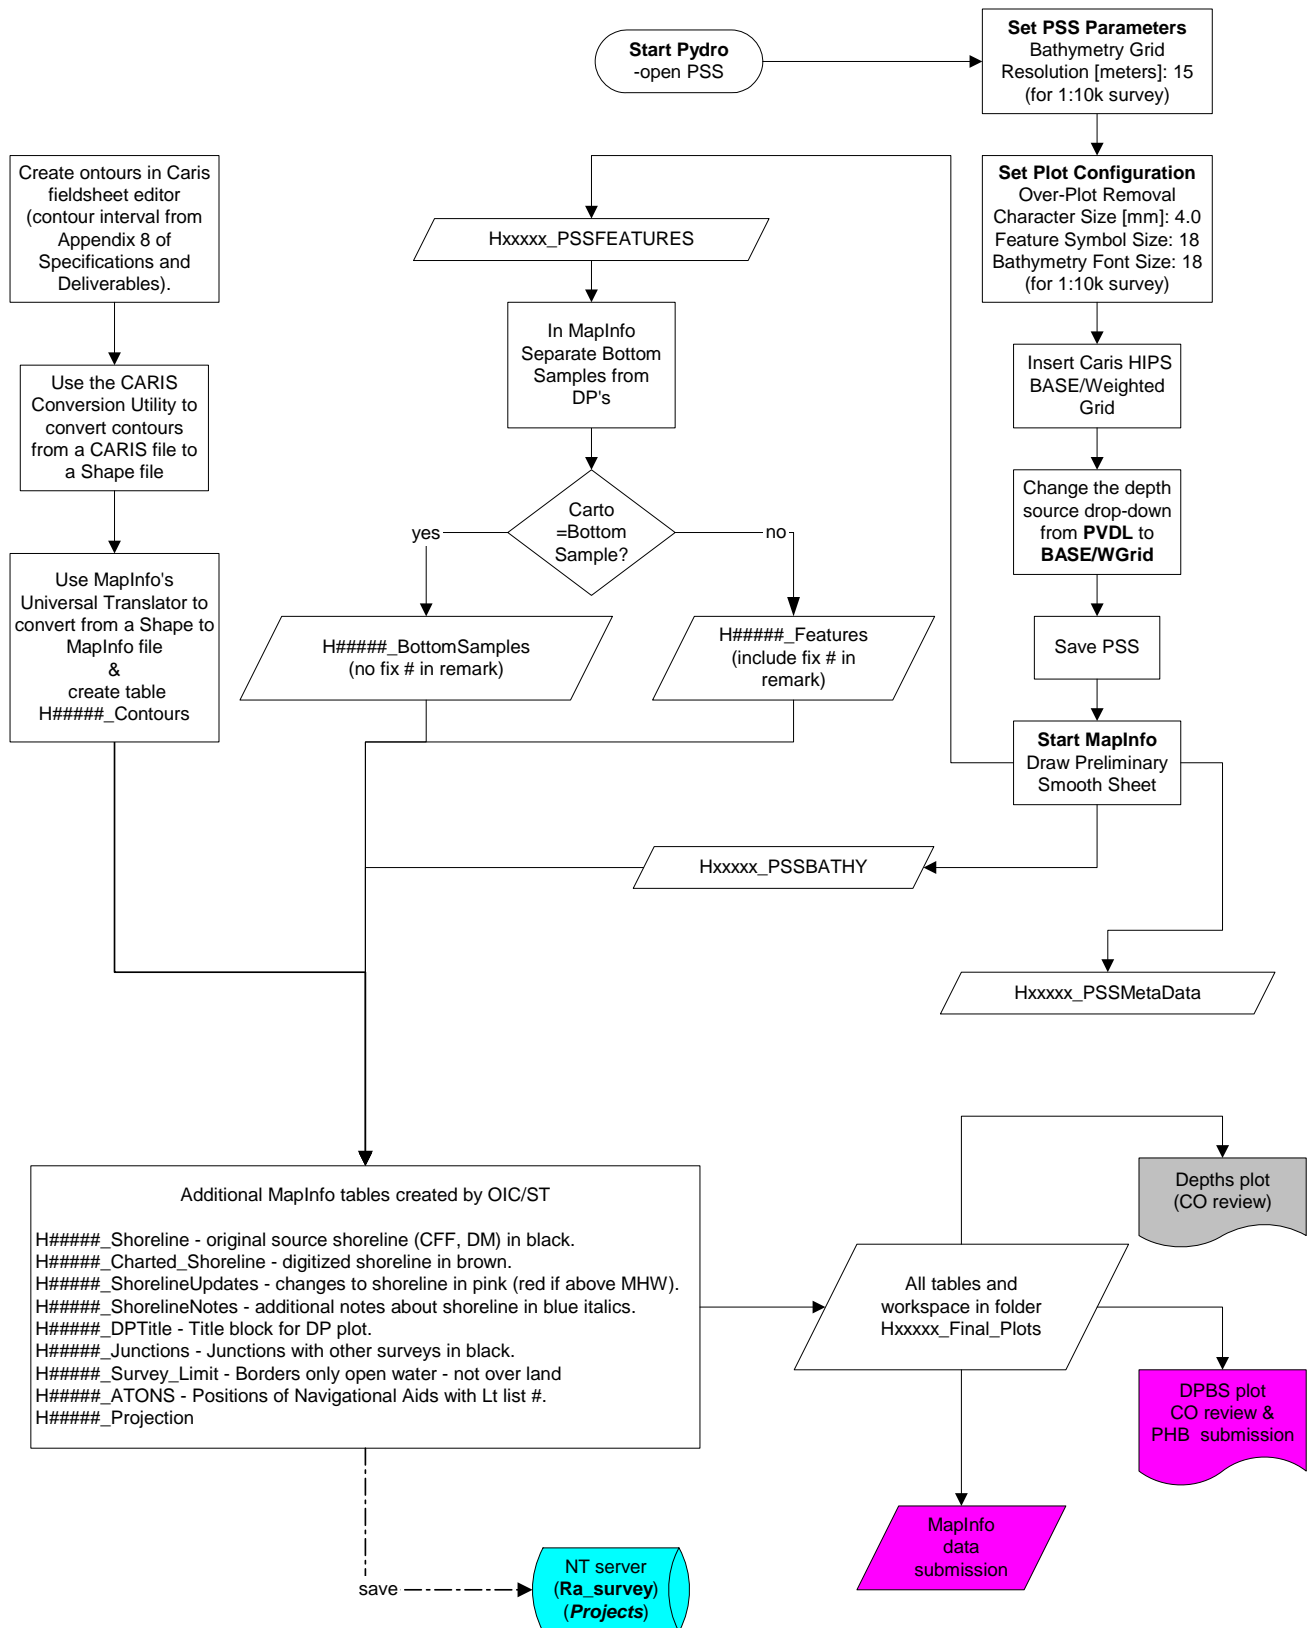 Start Pydro
-open PSS
Set PSS Parameters
Bathymetry Grid
Resolution [meters]: 15
(for 1:10k survey)
Create ontours in Caris
fieldsheet editor
(contour interval from
Appendix 8 of
Specifications and
Deliverables).
Set Plot Configuration
Over-Plot Removal
Character Size [mm]: 4.0
Feature Symbol Size: 18
Bathymetry Font Size: 18
(for 1:10k survey)
Hxxxxx_PSSFEATURES
In MapInfo
Separate Bottom
Samples from
DP's
Insert Caris HIPS
BASE/Weighted
Grid
Use the CARIS
Conversion Utility to
convert contours
from a CARIS file to
a Shape file
Change the depth
source drop-down
from PVDL to
BASE/WGrid
Carto
=Bottom
Sample?
yes
no
Use MapInfo's
Universal Translator to
convert from a Shape to
MapInfo file
&
create table
H#####_Contours
H#####_BottomSamples
(no fix # in remark)
H#####_Features
(include fix # in
remark)
Save PSS
Start MapInfo
Draw Preliminary
Smooth Sheet
Hxxxxx_PSSBATHY
Hxxxxx_PSSMetaData
Additional MapInfo tables created by OIC/ST
H#####_Shoreline - original source shoreline (CFF, DM) in black.
H#####_Charted_Shoreline - digitized shoreline in brown.
H#####_ShorelineUpdates - changes to shoreline in pink (red if above MHW).
H#####_ShorelineNotes - additional notes about shoreline in blue italics.
H#####_DPTitle - Title block for DP plot.
H#####_Junctions - Junctions with other surveys in black.
H#####_Survey_Limit - Borders only open water - not over land
H#####_ATONS - Positions of Navigational Aids with Lt list #.
H#####_Projection
Depths plot
(CO review)
All tables and
workspace in folder
Hxxxxx_Final_Plots
DPBS plot
CO review &
PHB submission
MapInfo
data
submission
save
NT server
(Ra_survey)
(Projects)